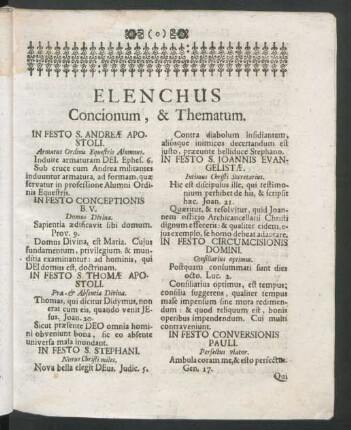 (o)
ELENCHUS
Concionum, & Thematum.
IN FESTO S. ANDREÆ APO-
STOLI.
Armatus Ordinis Equestris Alumnus.
Induite armaturam DEI. Ephes. 6.
Sub cruce cum Andrea militantes
induuntur armatura, ad formam, quæ
servatur in professione Alumni Ordi-
nis Equestris.
IN FESTO CONCEPTIONIS
B. V.
Domus Divina.
Sapientia ædificavit sibi domum.
Prov. 9.
Domus Divina, est Maria. Cujus
fundamentum, privilegium, & mun-
ditia examinantur: ad hominis, qui
DEI domus est, doctrinam.
IN FESTO S. THOMÆ APO-
STOLI.
Præ- & Absentia Divina.
Thomas, qui dicitur Didymus, non
erat cum eis, quando venit JE-
sus, Joan. 20.
Sicut præsente DEO omnia homi-
ni obveniunt bona, sic eo absente
universa mala inundant.
IN FESTO S. STEPHANI.
Novus Christi miles.
Nova bella elegit DEus, Judic. 5.
Contra diabolum insidiantem,
aliosque inimicos decertandum est
justo, præeunte belliduce Stephano.
IN FESTO S. IOANNIS EVAN-
GELISTÆ.
Intimus Christi Secretarius.
Hic est discipulus ille, qui testimo-
nium perhibet de his, & scripsit
hæc. Joan. 21.
Quæritur, & resolvitur, quid Joan-
nem officio Archicancellarii Christi
dignum effecerit: & qualiter eidem, e-
jus exemplo, se homo debeat adaptare.
IN FESTO CIRCUMCISIONIS
DOMINI.
Consiliarius optimus.
Postquam consummati sunt dies
octo. Luc. 2.
Consiliarius optimus, est tempus;
consilia suggerens, qualiter tempus
male impensum sine mora redimen-
dum: & quod reliquum est, bonis
operibus impendendum. Cui multi
contraveniunt.
IN FESTO CONVERSIONIS
PAULI.
Perfectus viator.
Ambula coram me, & esto perfectus.
Gen. 17.
Qui